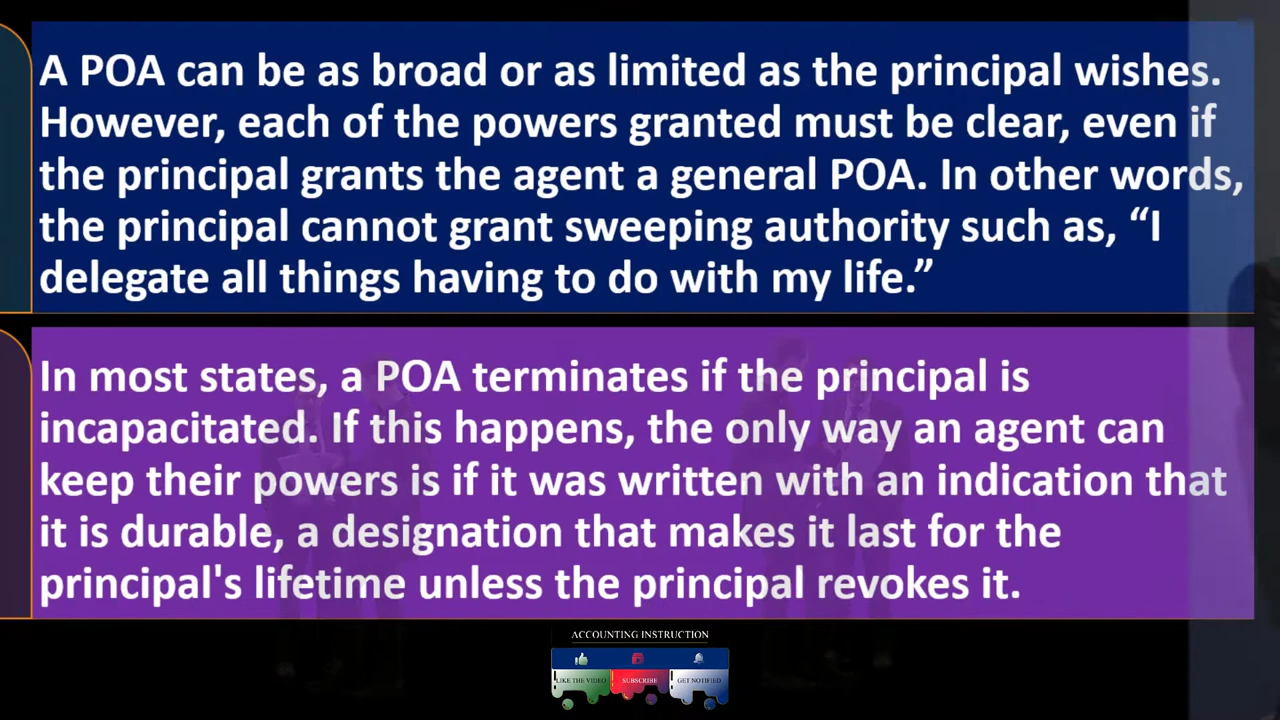 A POA can be as broad or as limited as the principal wishes.
However, each of the powers granted must be clear, even if
the principal grants the agent a general POA. In other words,
the principal cannot grant sweeping authority such as, “I
delegate all things having to do with my life.”
In most states, a POA terminates if the principal is
incapacitated. If this happens, the only way an agent can
keep their powers is if it was written with an indication that
it is durable, a designation that makes it last for the
principal's lifetime unless the principal revokes it.
ACCOUNTING INSTRUCTION
LIKE THE VIDEO SUBSCRIBE GET NOTIFIED